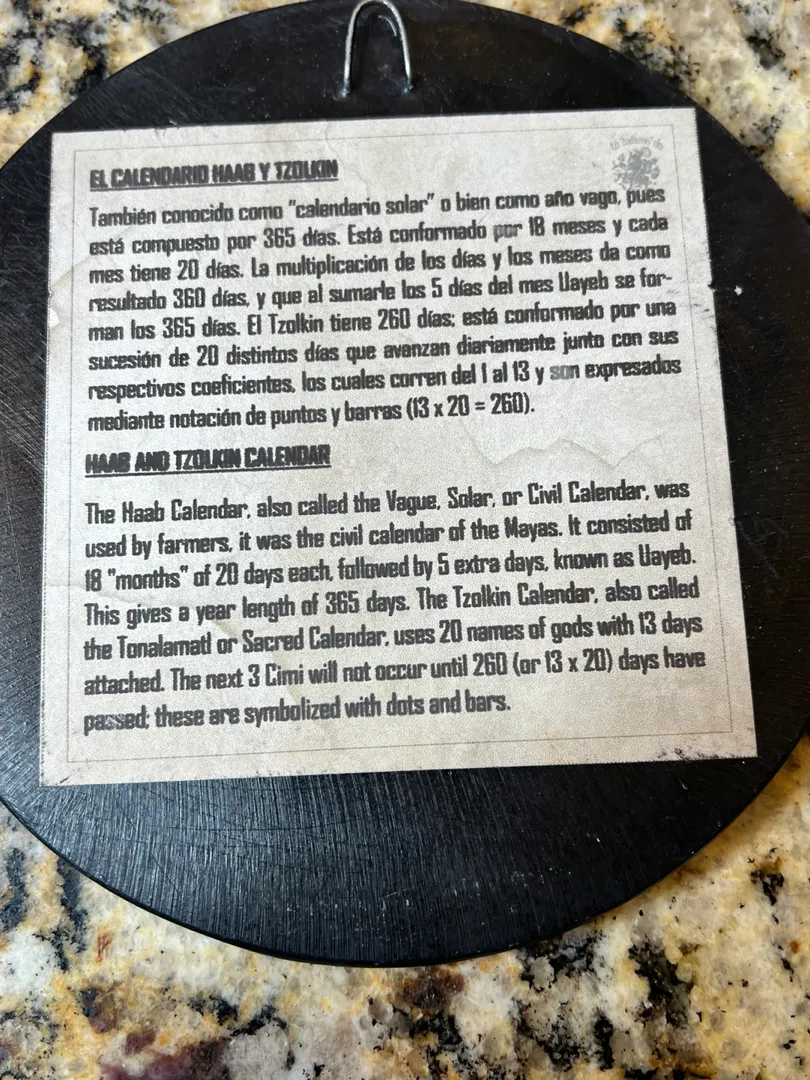 EL CALENDARIO HAAB Y TZOLKIN
También conocido como "calendario solar" o bien como año vago, pues
está compuesto por 365 días. Está conformado por 18 meses y cada
mes tiene 20 días. La multiplicación de los días y los meses da como
resultado 360 días, y que al sumarle los 5 días del mes Uayeb se for-
man los 365 días. El Tzolkin tiene 260 días; está conformado por una
sucesión de 20 distintos días que avanzan diariamente junto con sus
respectivos coeficientes, los cuales corren del 1 al 13 y son expresados
mediante notación de puntos y barras (13 x 20 = 260).
HAAB AND TZOLKIN CALENDAR
The Haab Calendar, also called the Vague, Solar, or Civil Calendar, was
used by farmers, it was the civil calendar of the Mayas. It consisted of
18 "months" of 20 days each, followed by 5 extra days, known as Uayeb.
This gives a year length of 365 days. The Tzolkin Calendar, also called
the Tonalamatl or Sacred Calendar, uses 20 names of gods with 13 days
attached. The next 3 Cimi will not occur until 260 (or 13 x 20) days have
passed; these are symbolized with dots and bars.